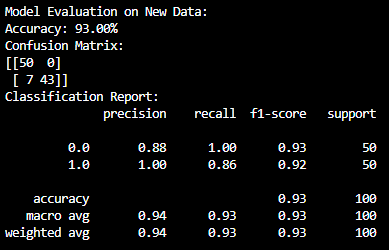 Model Evaluation on New Data:
Accuracy: 93.00%
Confusion Matrix:
[[50  0]
 [ 7 43]]
Classification Report:
              precision    recall  f1-score   support

         0.0       0.88      1.00      0.93        50
         1.0       1.00      0.86      0.92        50

    accuracy                           0.93       100
   macro avg       0.94      0.93      0.93       100
weighted avg       0.94      0.93      0.93       100